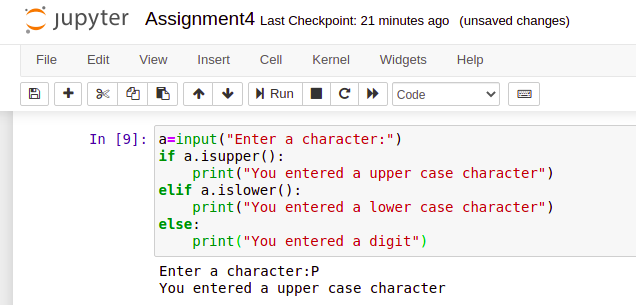 jupyter Assignment4 Last Checkpoint: 21 minutes ago (unsaved changes)
File Edit View Insert Cell Kernel Widgets Help
Run Code
In [9]: a=input("Enter a character:")
if a.isupper():
    print("You entered a upper case character")
elif a.islower():
    print("You entered a lower case character")
else:
    print("You entered a digit")
Enter a character:P
You entered a upper case character